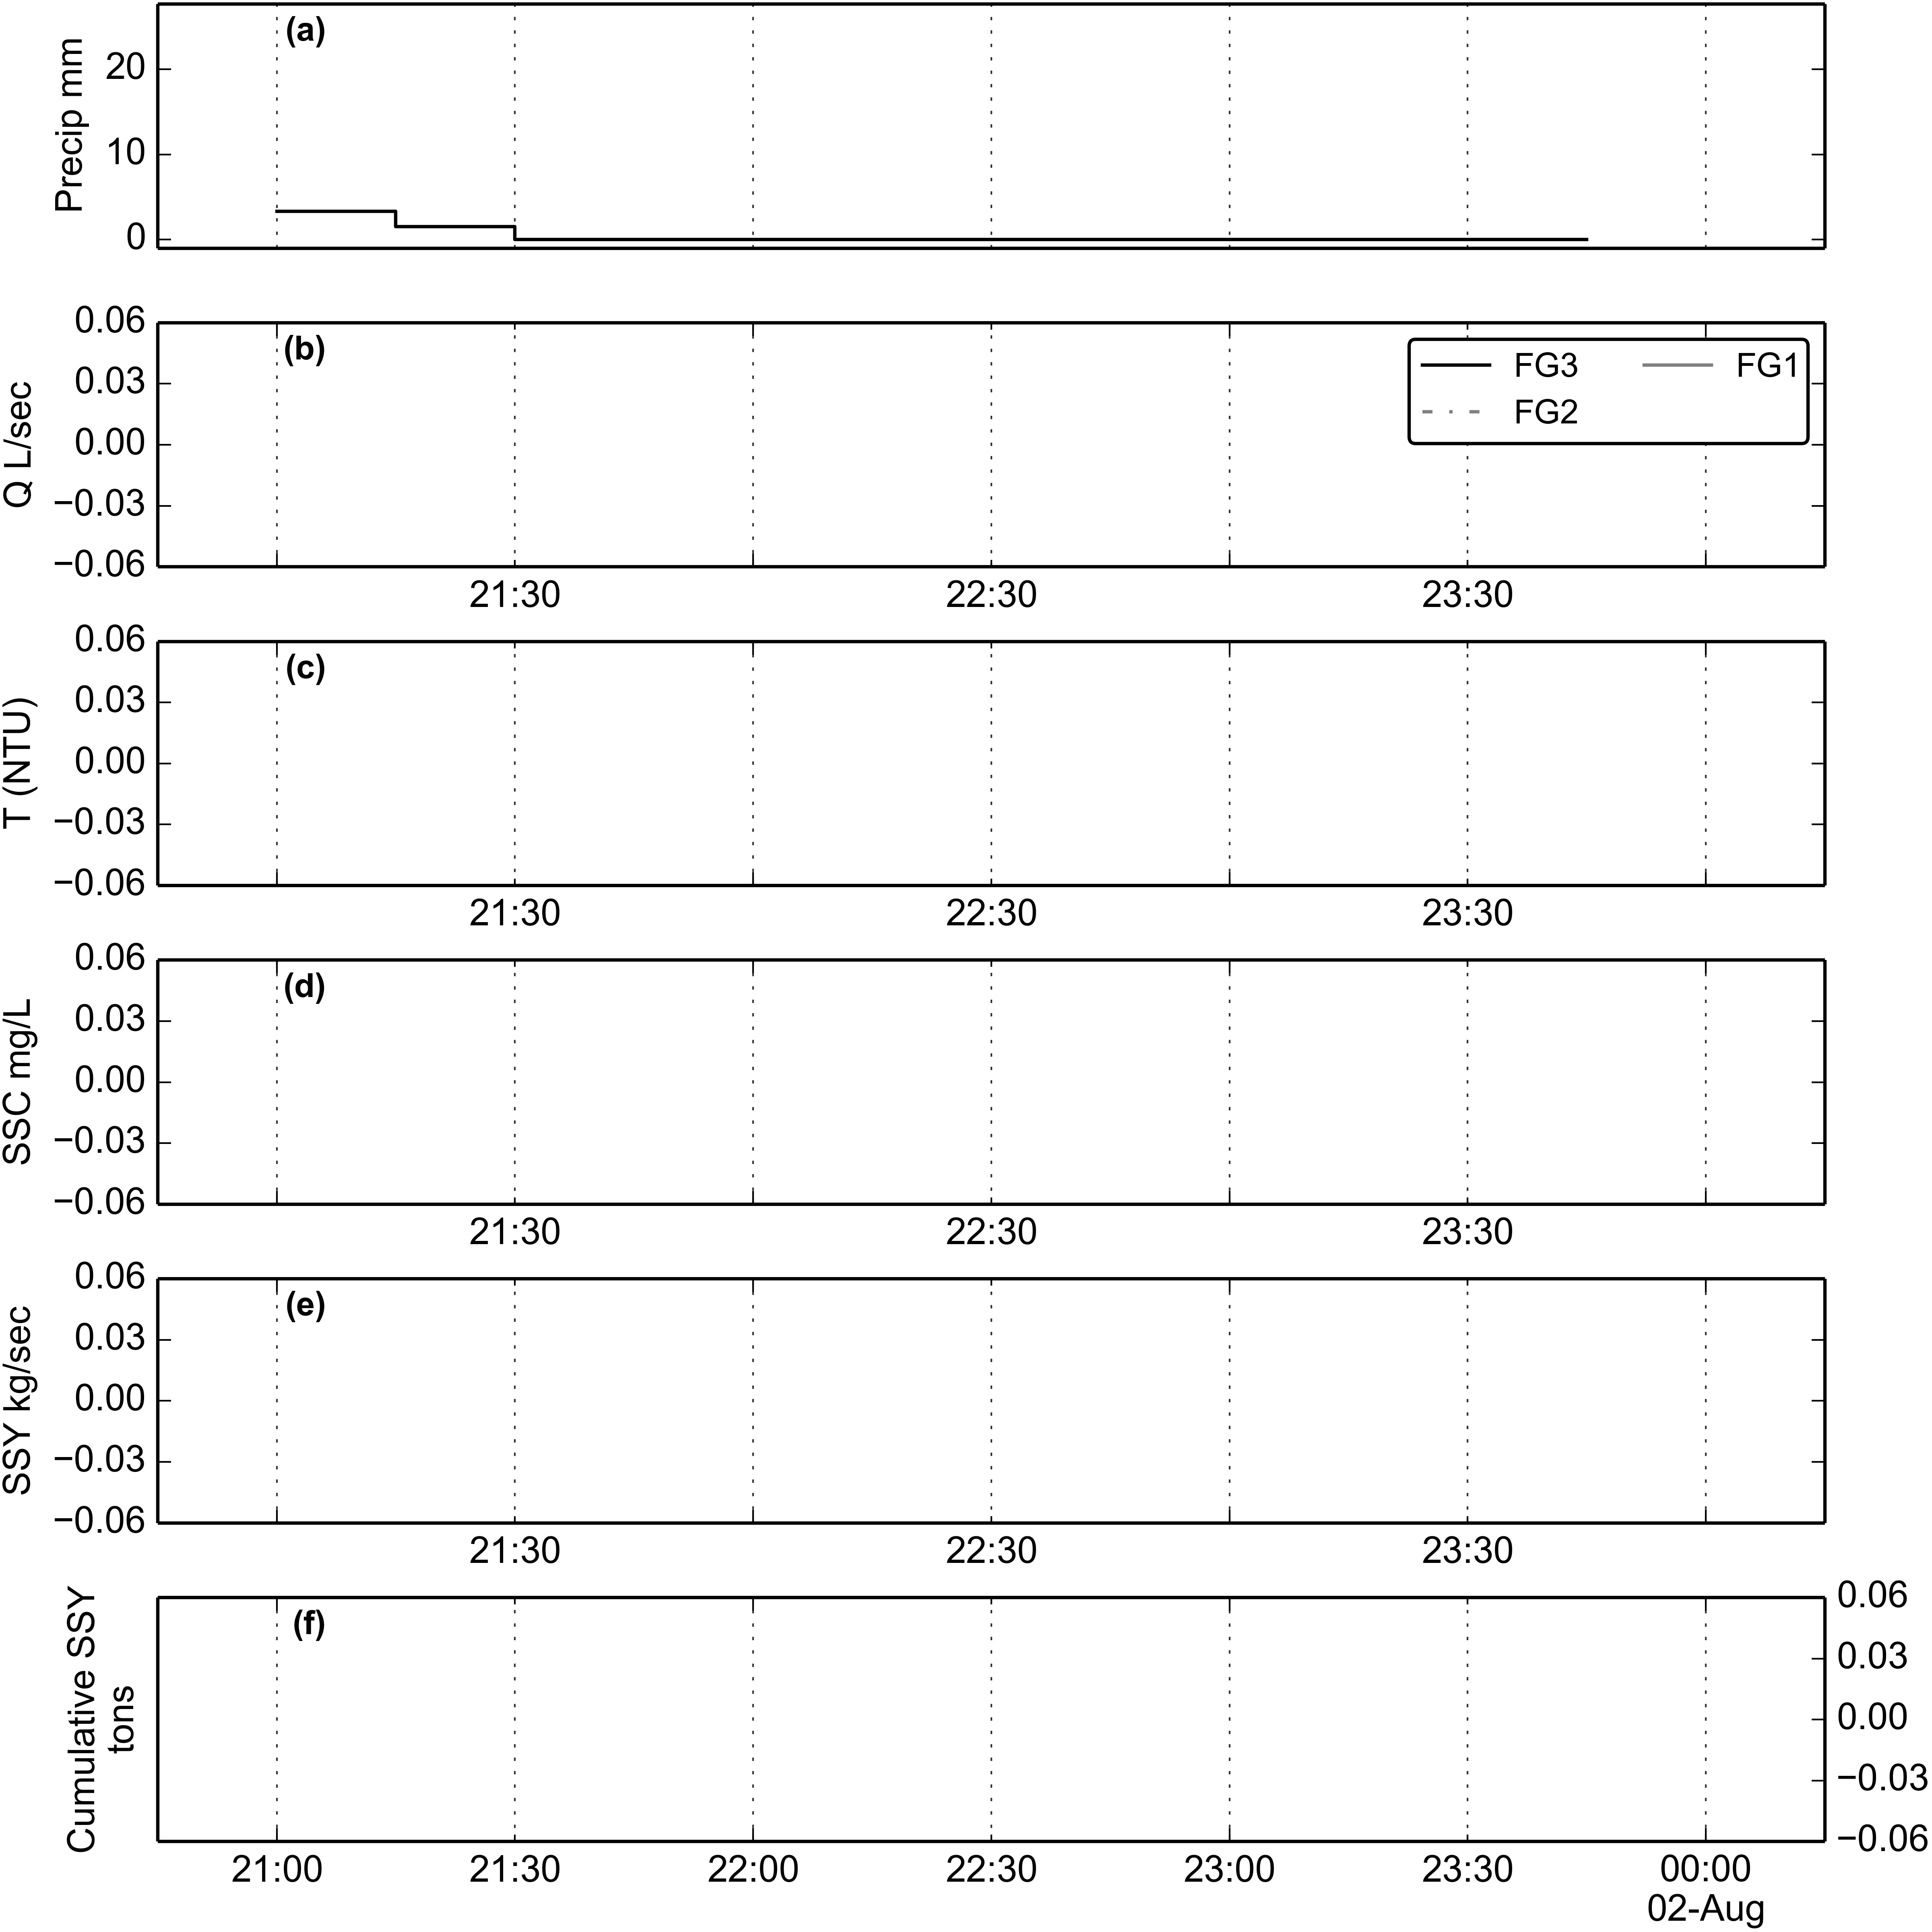 (a)
20
10
0
Precip mm
(b)
0.06
0.03
0.00
−0.03
−0.06
Q L/sec
FG3 FG1
FG2
21:30 22:30 23:30
(c)
0.06
0.03
0.00
−0.03
−0.06
T (NTU)
21:30 22:30 23:30
(d)
0.06
0.03
0.00
−0.03
−0.06
SSC mg/L
21:30 22:30 23:30
(e)
0.06
0.03
0.00
−0.03
−0.06
SSY kg/sec
21:30 22:30 23:30
(f)
Cumulative SSY
tons
0.06
0.03
0.00
−0.03
−0.06
21:00 21:30 22:00 22:30 23:00 23:30 00:00
02-Aug